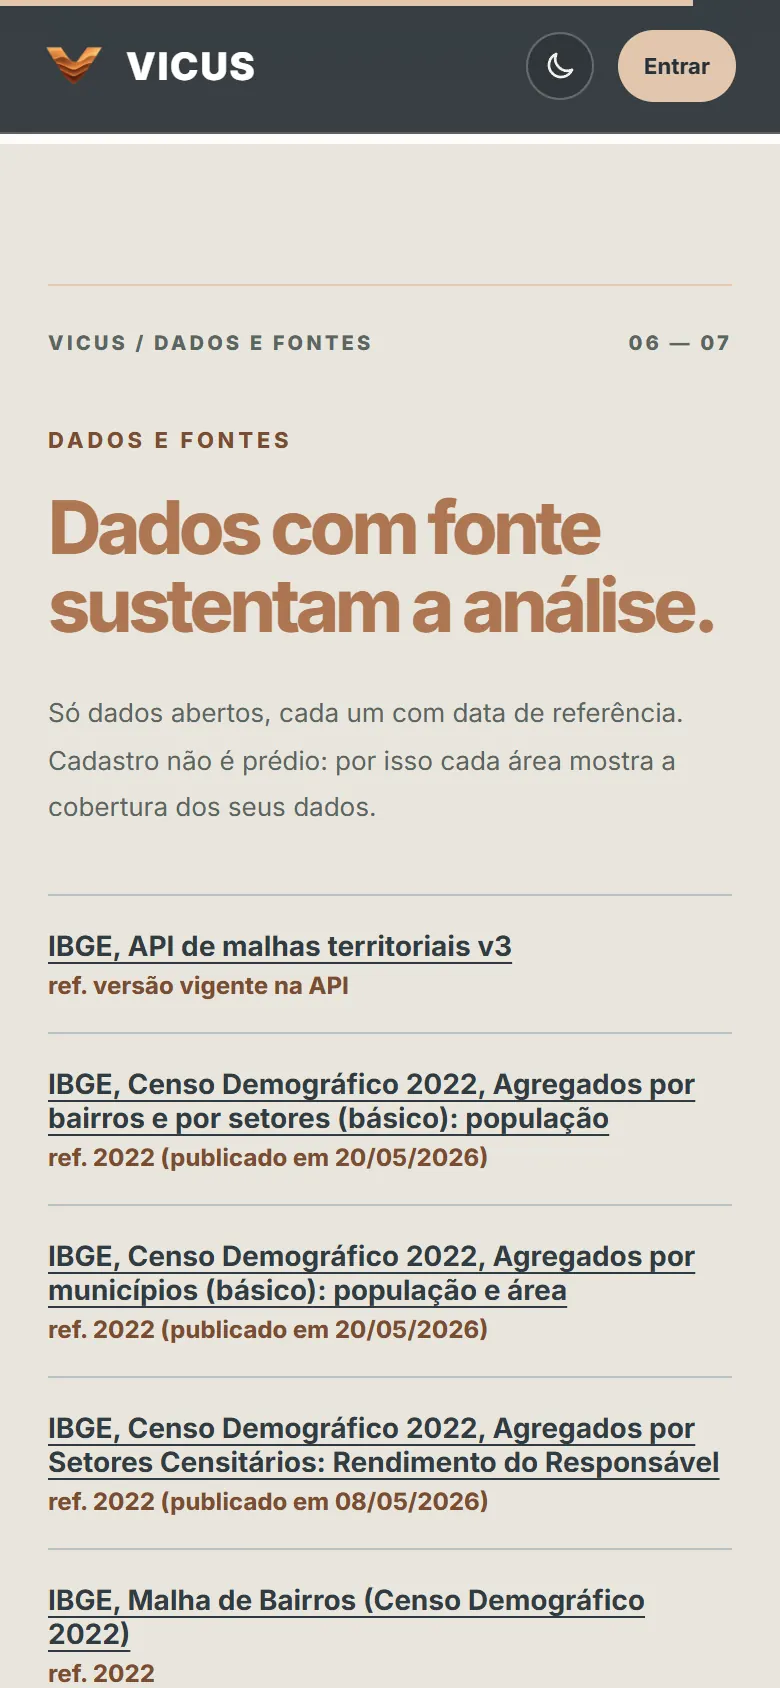 VICUS
Entrar
VICUS / DADOS E FONTES
06 — 07
DADOS E FONTES
Dados com fonte
sustentam a análise.
Só dados abertos, cada um com data de referência.
Cadastro não é prédio: por isso cada área mostra a
cobertura dos seus dados.
IBGE, API de malhas territoriais v3
ref. versão vigente na API
IBGE, Censo Demográfico 2022, Agregados por
bairros e por setores (básico): população
ref. 2022 (publicado em 20/05/2026)
IBGE, Censo Demográfico 2022, Agregados por
municípios (básico): população e área
ref. 2022 (publicado em 20/05/2026)
IBGE, Censo Demográfico 2022, Agregados por
Setores Censitários: Rendimento do Responsável
ref. 2022 (publicado em 08/05/2026)
IBGE, Malha de Bairros (Censo Demográfico
2022)
ref. 2022